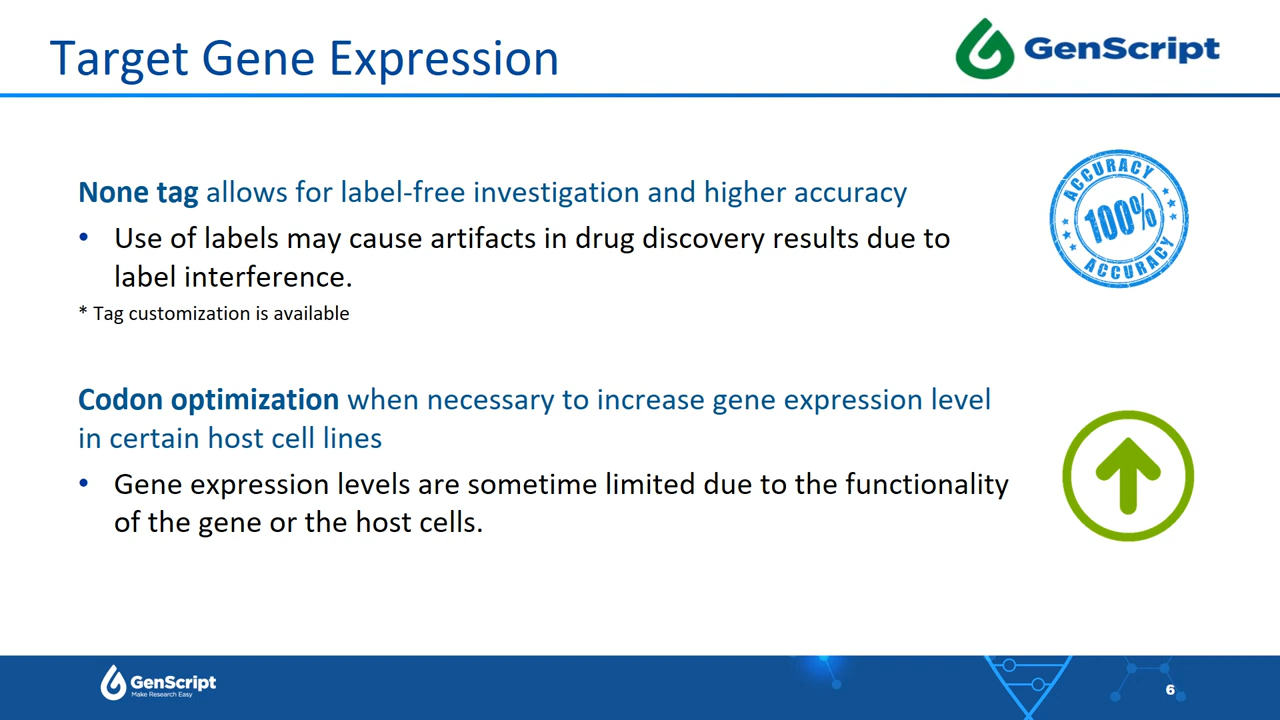 Target Gene Expression
GenScript
None tag allows for label-free investigation and higher accuracy
• Use of labels may cause artifacts in drug discovery results due to
label interference.
* Tag customization is available
ACCURACY
100%
ACCURACY
Codon optimization when necessary to increase gene expression level
in certain host cell lines
• Gene expression levels are sometime limited due to the functionality
of the gene or the host cells.
GenScript
Make Research Easy
6